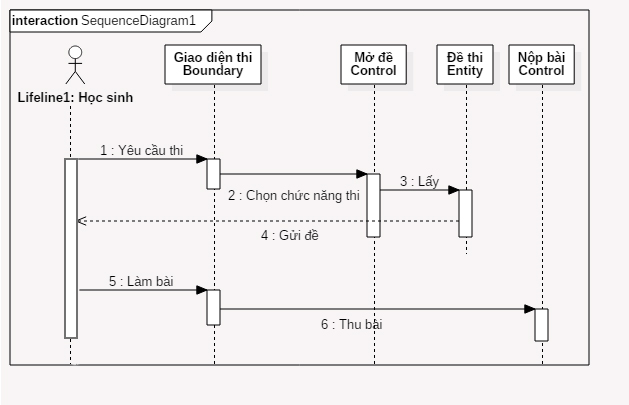 interaction SequenceDiagram1
Giao diện thi
Boundary
Mở đề
Control
Đề thi
Entity
Nộp bài
Control
Lifeline1: Học sinh
1 : Yêu cầu thi
2 : Chọn chức năng thi
3 : Lấy
4 : Gửi đề
5 : Làm bài
6 : Thu bài